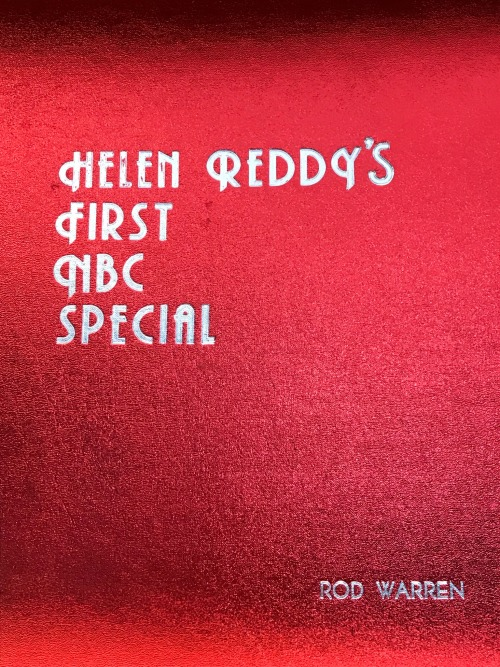 HELEN REDDY'S
FIRST
NBC
SPECIAL
ROD WARREN